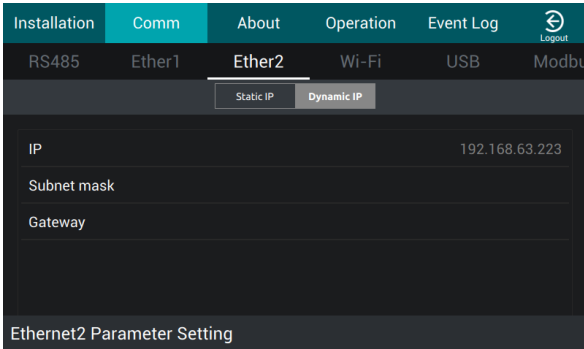 Installation Comm About Operation Event Log Logout
RS485 Ether1 Ether2 Wi-Fi USB Modbu
Static IP Dynamic IP
IP 192.168.63.223
Subnet mask
Gateway
Ethernet2 Parameter Setting